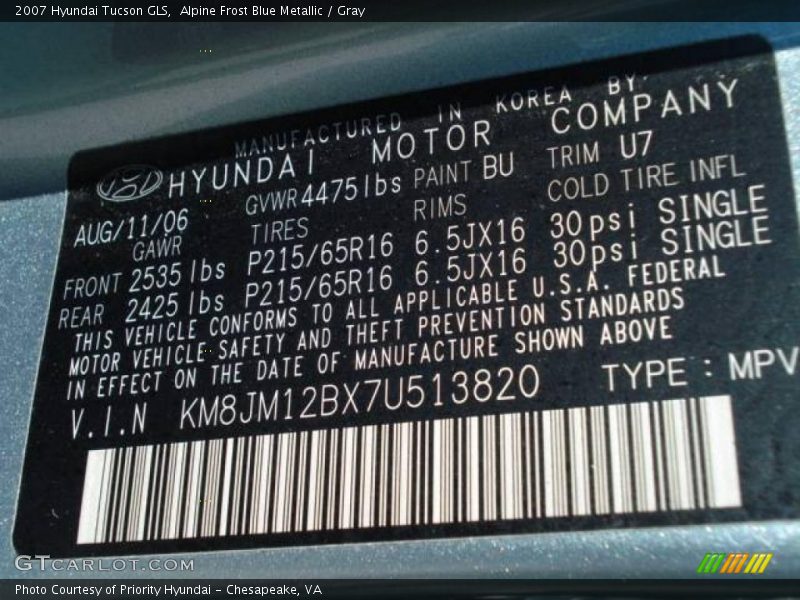 2007 Hyundai Tucson GLS,  Alpine Frost Blue Metallic / Gray
MANUFACTURED IN KOREA BY
HYUNDAI MOTOR COMPANY
AUG/11/06 GVWR 4475lbs PAINT BU TRIM U7
GAWR TIRES RIMS COLD TIRE INFL
FRONT 2535 lbs P215/65R16 6.5JX16 30psi SINGLE
REAR 2425 lbs P215/65R16 6.5JX16 30psi SINGLE
THIS VEHICLE CONFORMS TO ALL APPLICABLE U.S.A. FEDERAL
MOTOR VEHICLE SAFETY AND THEFT PREVENTION STANDARDS
IN EFFECT ON THE DATE OF MANUFACTURE SHOWN ABOVE
V.I.N KM8JM12BX7U513820 TYPE : MPV
GTCARLOT.COM
Photo Courtesy of Priority Hyundai - Chesapeake, VA